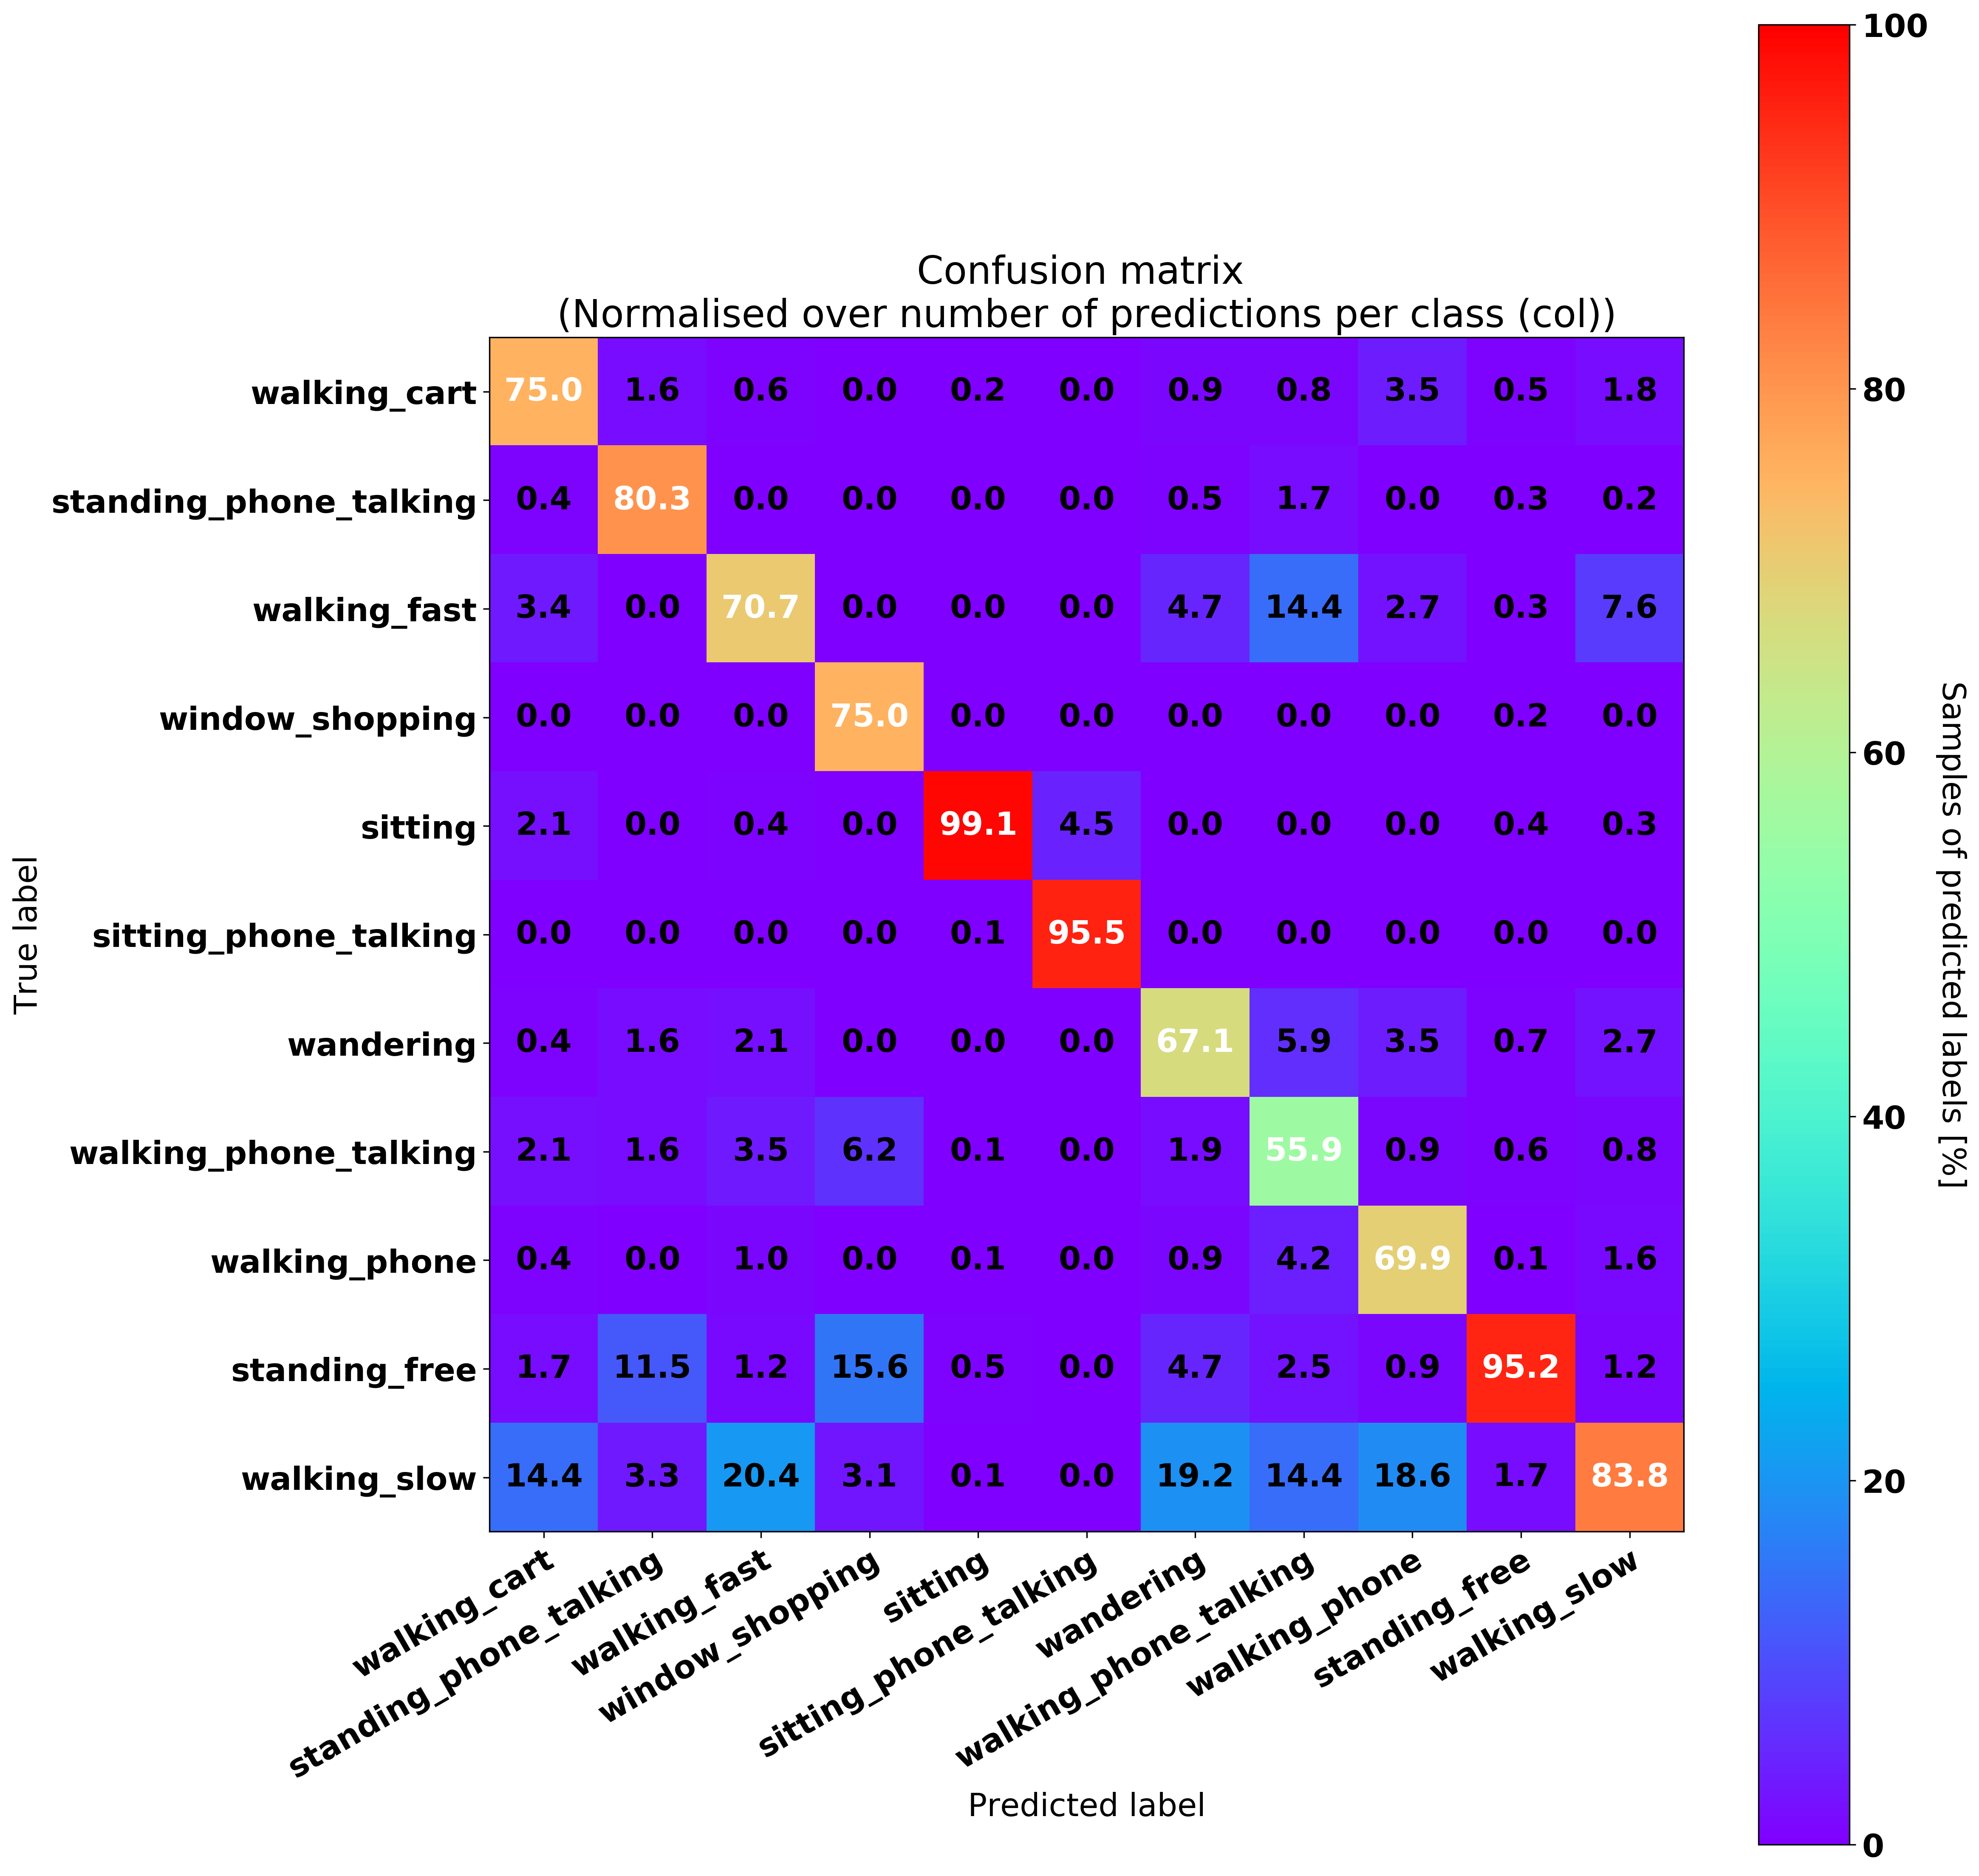 Confusion matrix
(Normalised over number of predictions per class (col))
walking_cart 75.0 1.6 0.6 0.0 0.2 0.0 0.9 0.8 3.5 0.5 1.8
standing_phone_talking 0.4 80.3 0.0 0.0 0.0 0.0 0.5 1.7 0.0 0.3 0.2
walking_fast 3.4 0.0 70.7 0.0 0.0 0.0 4.7 14.4 2.7 0.3 7.6
window_shopping 0.0 0.0 0.0 75.0 0.0 0.0 0.0 0.0 0.0 0.2 0.0
sitting 2.1 0.0 0.4 0.0 99.1 4.5 0.0 0.0 0.0 0.4 0.3
sitting_phone_talking 0.0 0.0 0.0 0.0 0.1 95.5 0.0 0.0 0.0 0.0 0.0
wandering 0.4 1.6 2.1 0.0 0.0 0.0 67.1 5.9 3.5 0.7 2.7
walking_phone_talking 2.1 1.6 3.5 6.2 0.1 0.0 1.9 55.9 0.9 0.6 0.8
walking_phone 0.4 0.0 1.0 0.0 0.1 0.0 0.9 4.2 69.9 0.1 1.6
standing_free 1.7 11.5 1.2 15.6 0.5 0.0 4.7 2.5 0.9 95.2 1.2
walking_slow 14.4 3.3 20.4 3.1 0.1 0.0 19.2 14.4 18.6 1.7 83.8
True label
walking_cart
standing_phone_talking
walking_fast
window_shopping
sitting
sitting_phone_talking
wandering
walking_phone_talking
walking_phone
standing_free
walking_slow
Predicted label
100
80
60
40
20
0
Samples of predicted labels [%]